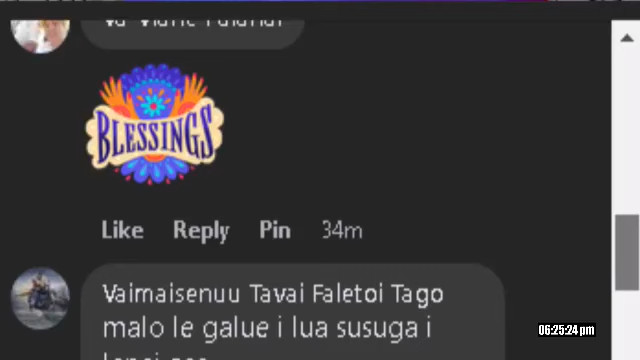 BLESSINGS
Like Reply Pin 34m
Vaimaisenuu Tavai Faletoi Tago
malo le galue i lua susuga i
06:25:24 pm